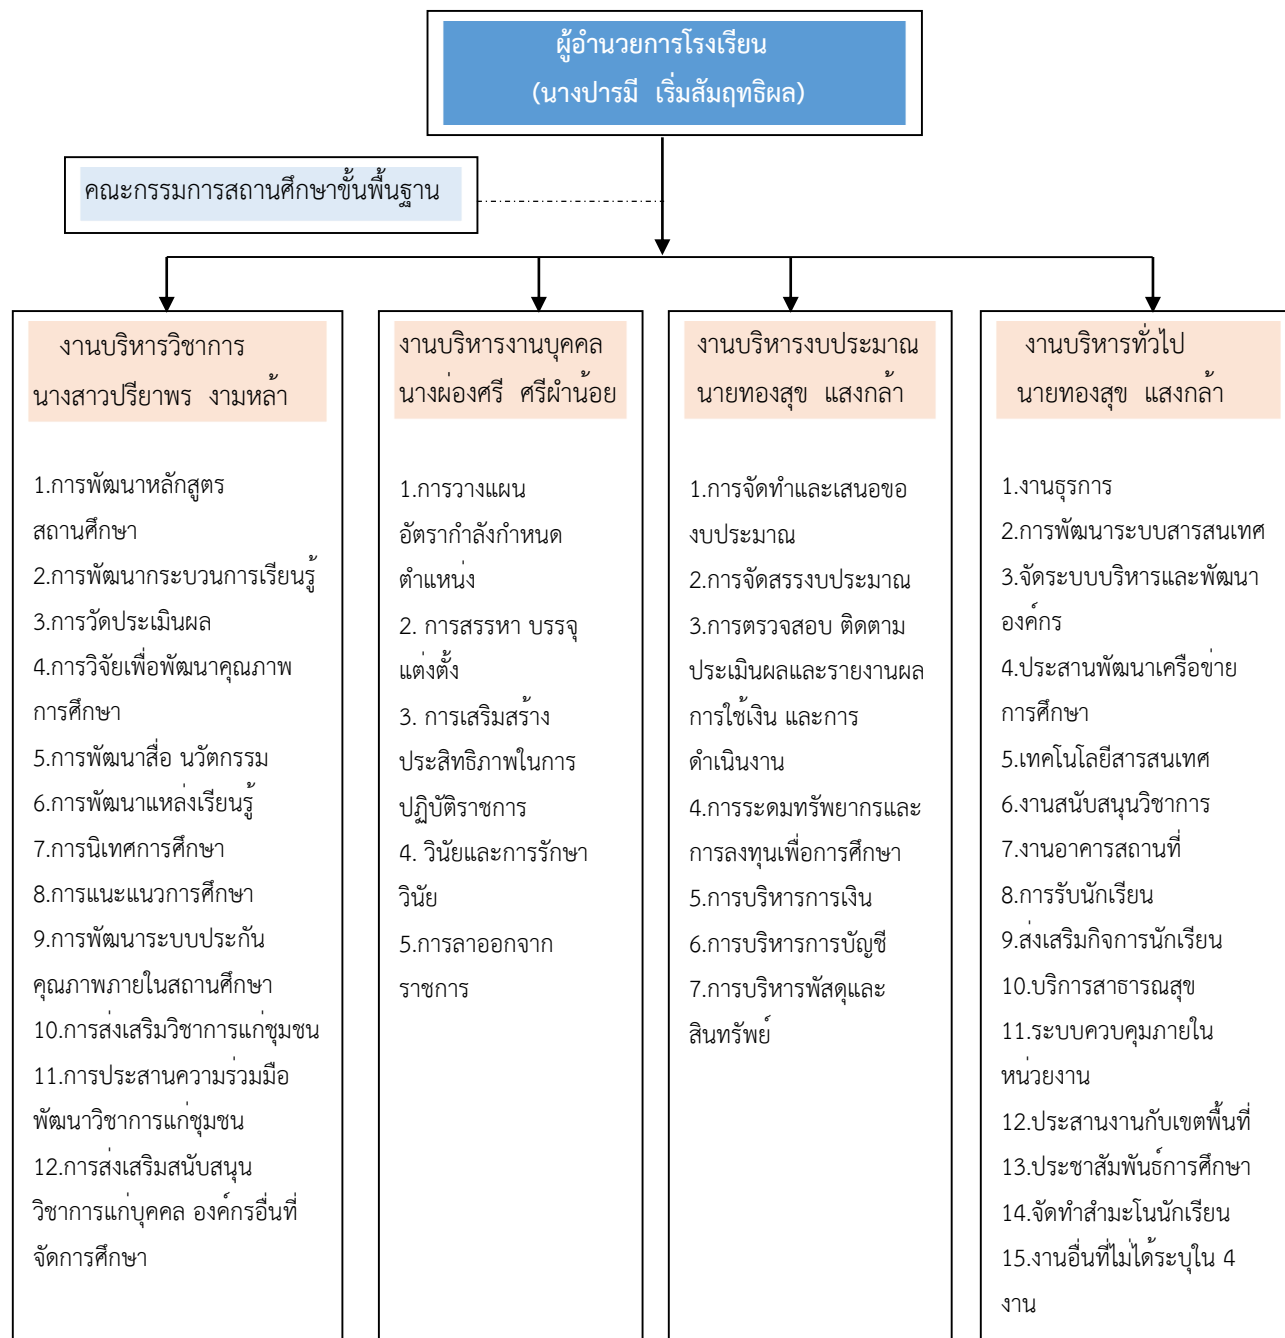 ผู้อำนวยการโรงเรียน
(นางปารมี เริ่มสัมฤทธิผล)
คณะกรรมการสถานศึกษาขั้นพื้นฐาน
งานบริหารวิชาการ
นางสาวปรียาพร งามหล้า
1.การพัฒนาหลักสูตร
สถานศึกษา
2.การพัฒนากระบวนการเรียนรู้
3.การวัดประเมินผล
4.การวิจัยเพื่อพัฒนาคุณภาพ
การศึกษา
5.การพัฒนาสื่อ นวัตกรรม
6.การพัฒนาแหล่งเรียนรู้
7.การนิเทศการศึกษา
8.การแนะแนวการศึกษา
9.การพัฒนาระบบประกัน
คุณภาพภายในสถานศึกษา
10.การส่งเสริมวิชาการแก่ชุมชน
11.การประสานความร่วมมือ
พัฒนาวิชาการแก่ชุมชน
12.การส่งเสริมสนับสนุน
วิชาการแก่บุคคล องค์กรอื่นที่
จัดการศึกษา
งานบริหารงานบุคคล
นางผ่องศรี ศรีผำน้อย
1.การวางแผน
อัตรากำลังกำหนด
ตำแหน่ง
2. การสรรหา บรรจุ
แต่งตั้ง
3. การเสริมสร้าง
ประสิทธิภาพในการ
ปฏิบัติราชการ
4. วินัยและการรักษา
วินัย
5.การลาออกจาก
ราชการ
งานบริหารงบประมาณ
นายทองสุข แสงกล้า
1.การจัดทำและเสนอขอ
งบประมาณ
2.การจัดสรรงบประมาณ
3.การตรวจสอบ ติดตาม
ประเมินผลและรายงานผล
การใช้เงิน และการ
ดำเนินงาน
4.การระดมทรัพยากรและ
การลงทุนเพื่อการศึกษา
5.การบริหารการเงิน
6.การบริหารการบัญชี
7.การบริหารพัสดุและ
สินทรัพย์
งานบริหารทั่วไป
นายทองสุข แสงกล้า
1.งานธุรการ
2.การพัฒนาระบบสารสนเทศ
3.จัดระบบบริหารและพัฒนา
องค์กร
4.ประสานพัฒนาเครือข่าย
การศึกษา
5.เทคโนโลยีสารสนเทศ
6.งานสนับสนุนวิชาการ
7.งานอาคารสถานที่
8.การรับนักเรียน
9.ส่งเสริมกิจการนักเรียน
10.บริการสาธารณสุข
11.ระบบควบคุมภายใน
หน่วยงาน
12.ประสานงานกับเขตพื้นที่
13.ประชาสัมพันธ์การศึกษา
14.จัดทำสำมะโนนักเรียน
15.งานอื่นที่ไม่ได้ระบุใน 4
งาน